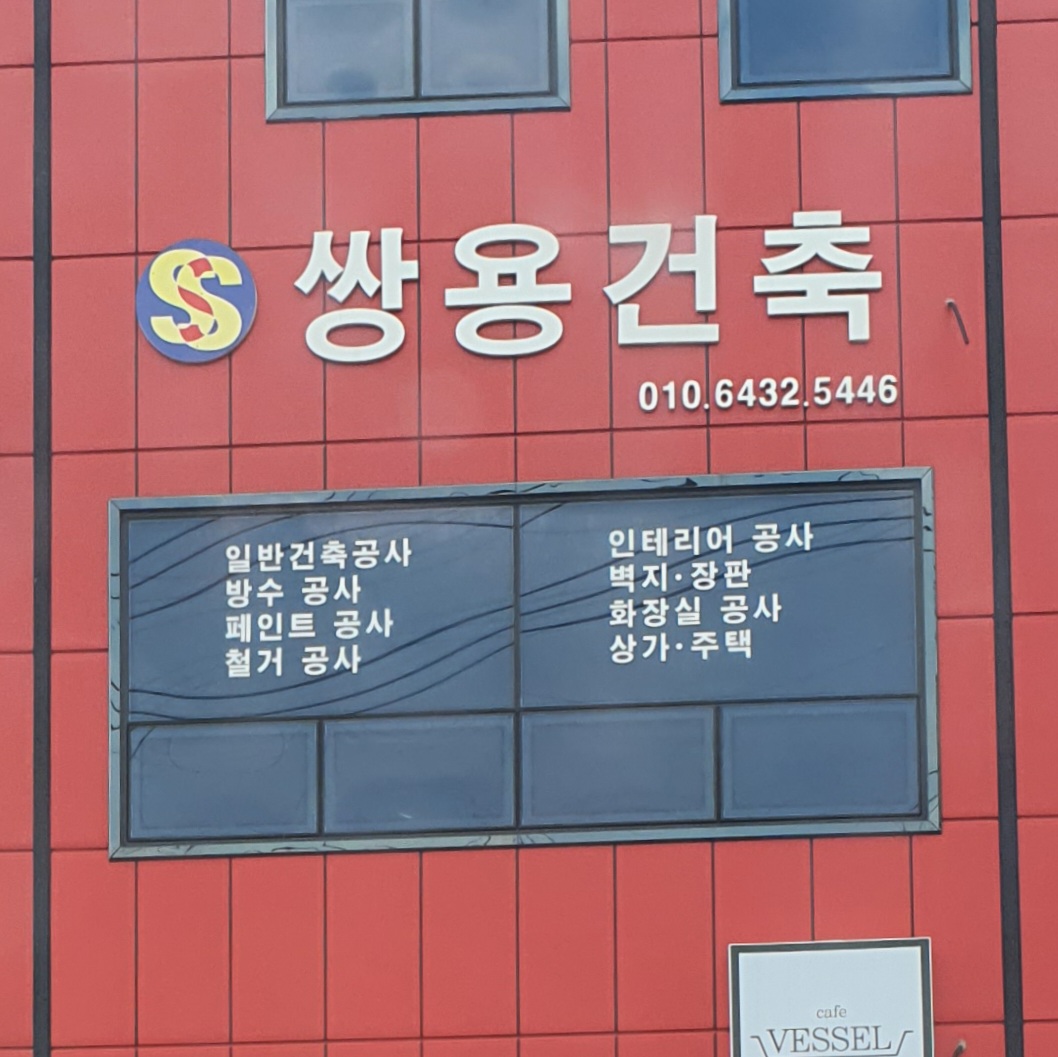 SS 쌍용건축
010.6432.5446
일반건축공사
방수 공사
페인트 공사
철거 공사
인테리어 공사
벽지·장판
화장실 공사
상가·주택
cafe
VESSEL